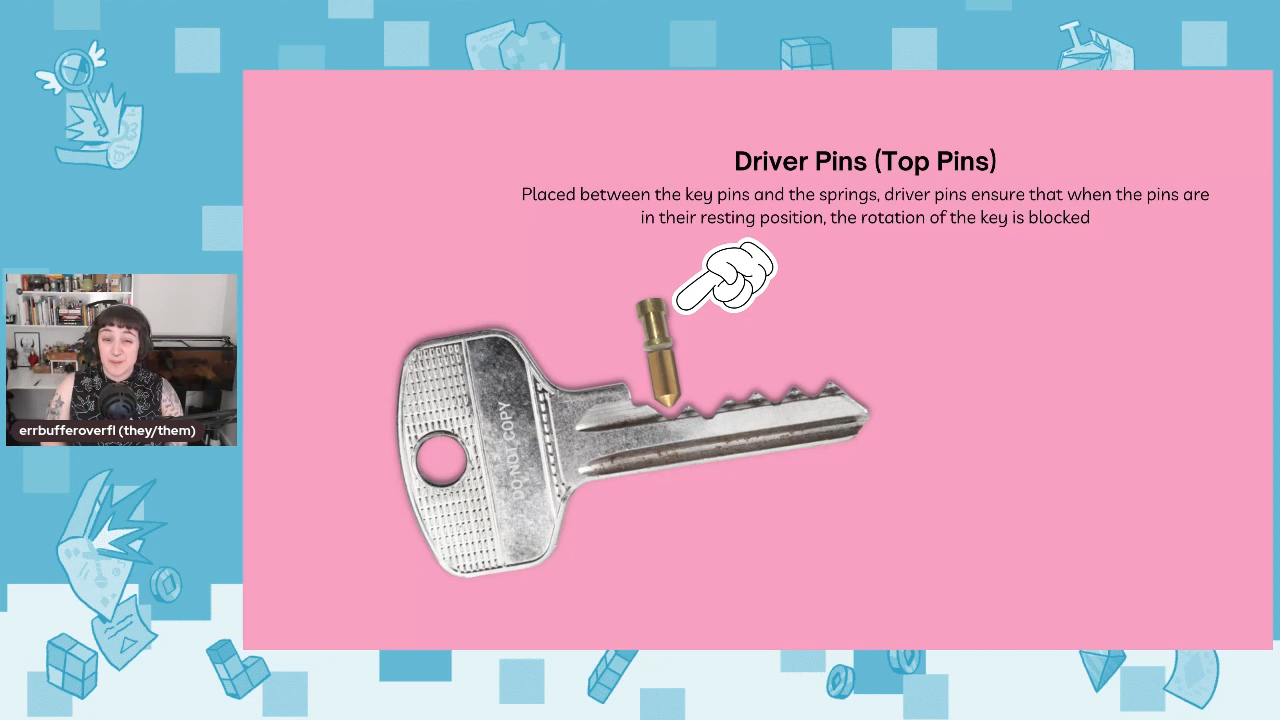 Driver Pins (Top Pins)
Placed between the key pins and the springs, driver pins ensure that when the pins are
in their resting position, the rotation of the key is blocked
DO NOT COPY
errbufferoverfl (they/them)